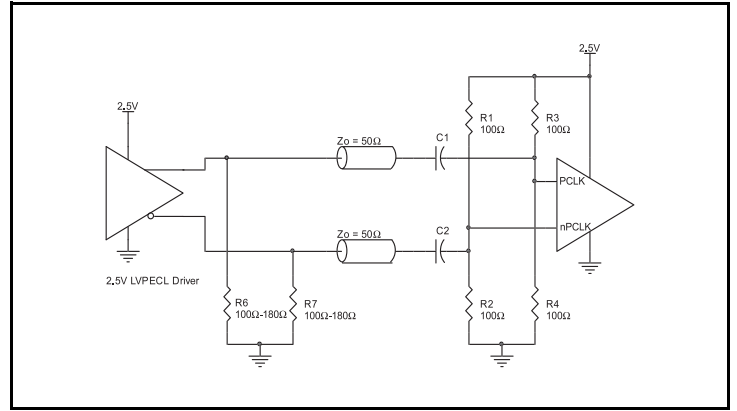 2.5V
2.5V
R1
100Ω
R3
100Ω
Zo = 50Ω
C1
PCLK
nPCLK
Zo = 50Ω
C2
2.5V LVPECL Driver
R6
100Ω-180Ω
R7
100Ω-180Ω
R2
100Ω
R4
100Ω